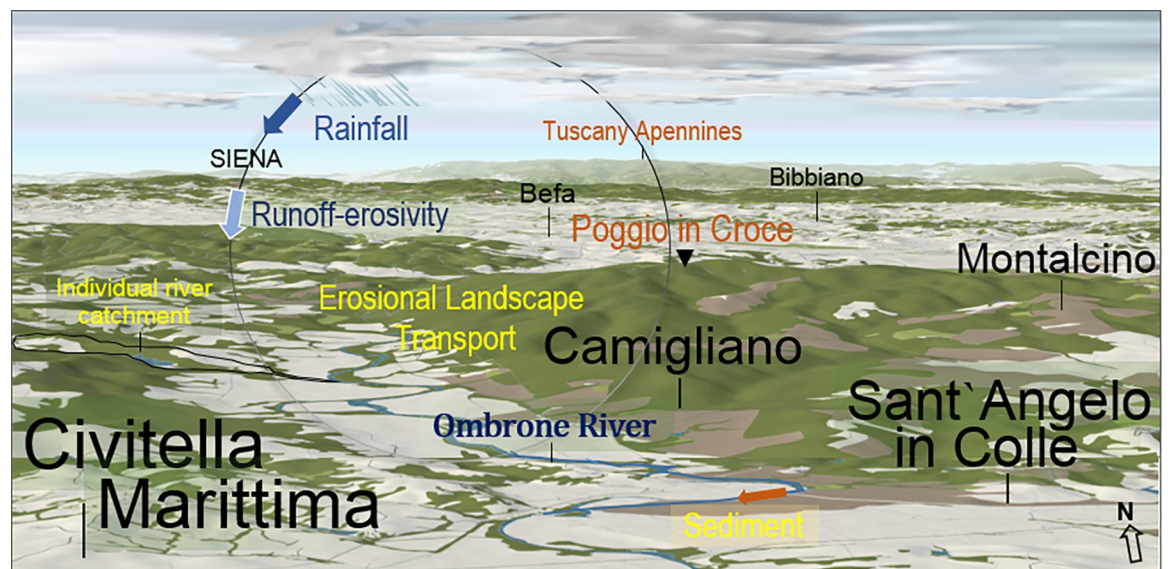 Rainfall
Tuscany Apennines
SIENA
Bibbiano
Befa
Runoff-erosivity
Poggio in Croce
Montalcino
Individual river
catchment
Erosional Landscape
Transport
Camigliano
Sant`Angelo
in Colle
Ombrone River
Civitella
Marittima
Sediment
N